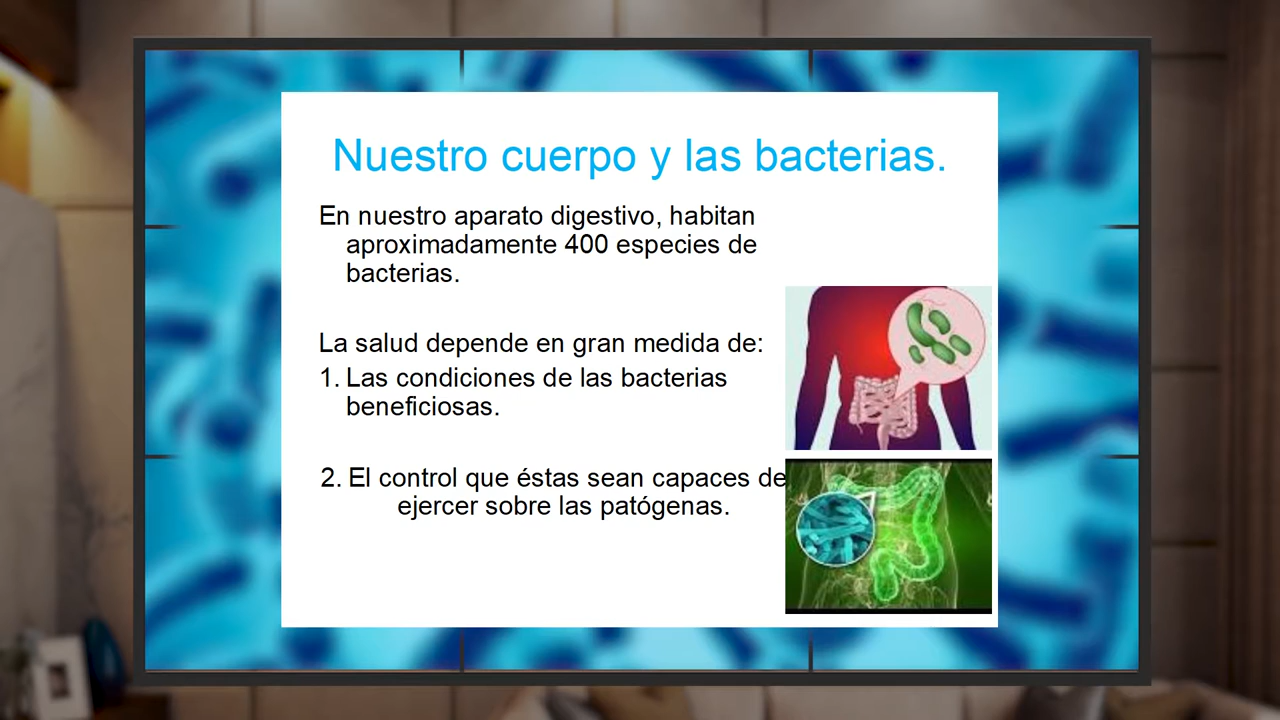 Nuestro cuerpo y las bacterias.
En nuestro aparato digestivo, habitan
aproximadamente 400 especies de
bacterias.
La salud depende en gran medida de:
1. Las condiciones de las bacterias
beneficiosas.
2. El control que éstas sean capaces de
ejercer sobre las patógenas.